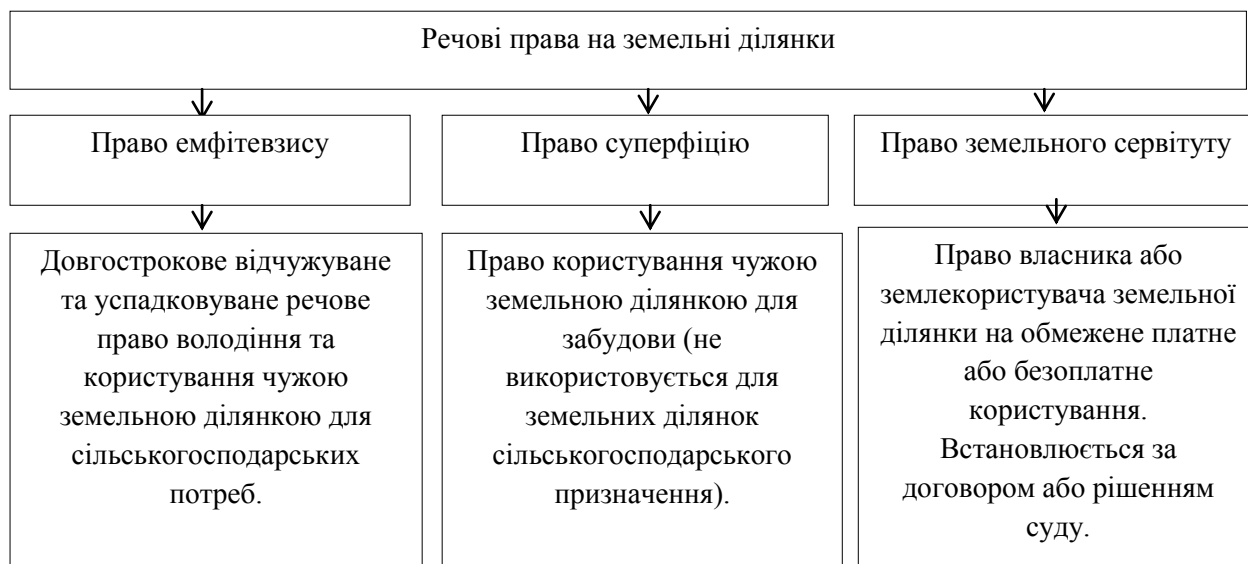 Речові права на земельні ділянки
Право емфітевзису
Право суперфіцію
Право земельного сервітуту
Довгострокове відчужуване
та успадковуване речове
право володіння та
користування чужою
земельною ділянкою для
сільськогосподарських
потреб.
Право користування чужою
земельною ділянкою для
забудови (не
використовується для
земельних ділянок
сільськогосподарського
призначення).
Право власника або
землекористувача земельної
ділянки на обмежене платне
або безоплатне
користування.
Встановлюється за
договором або рішенням
суду.